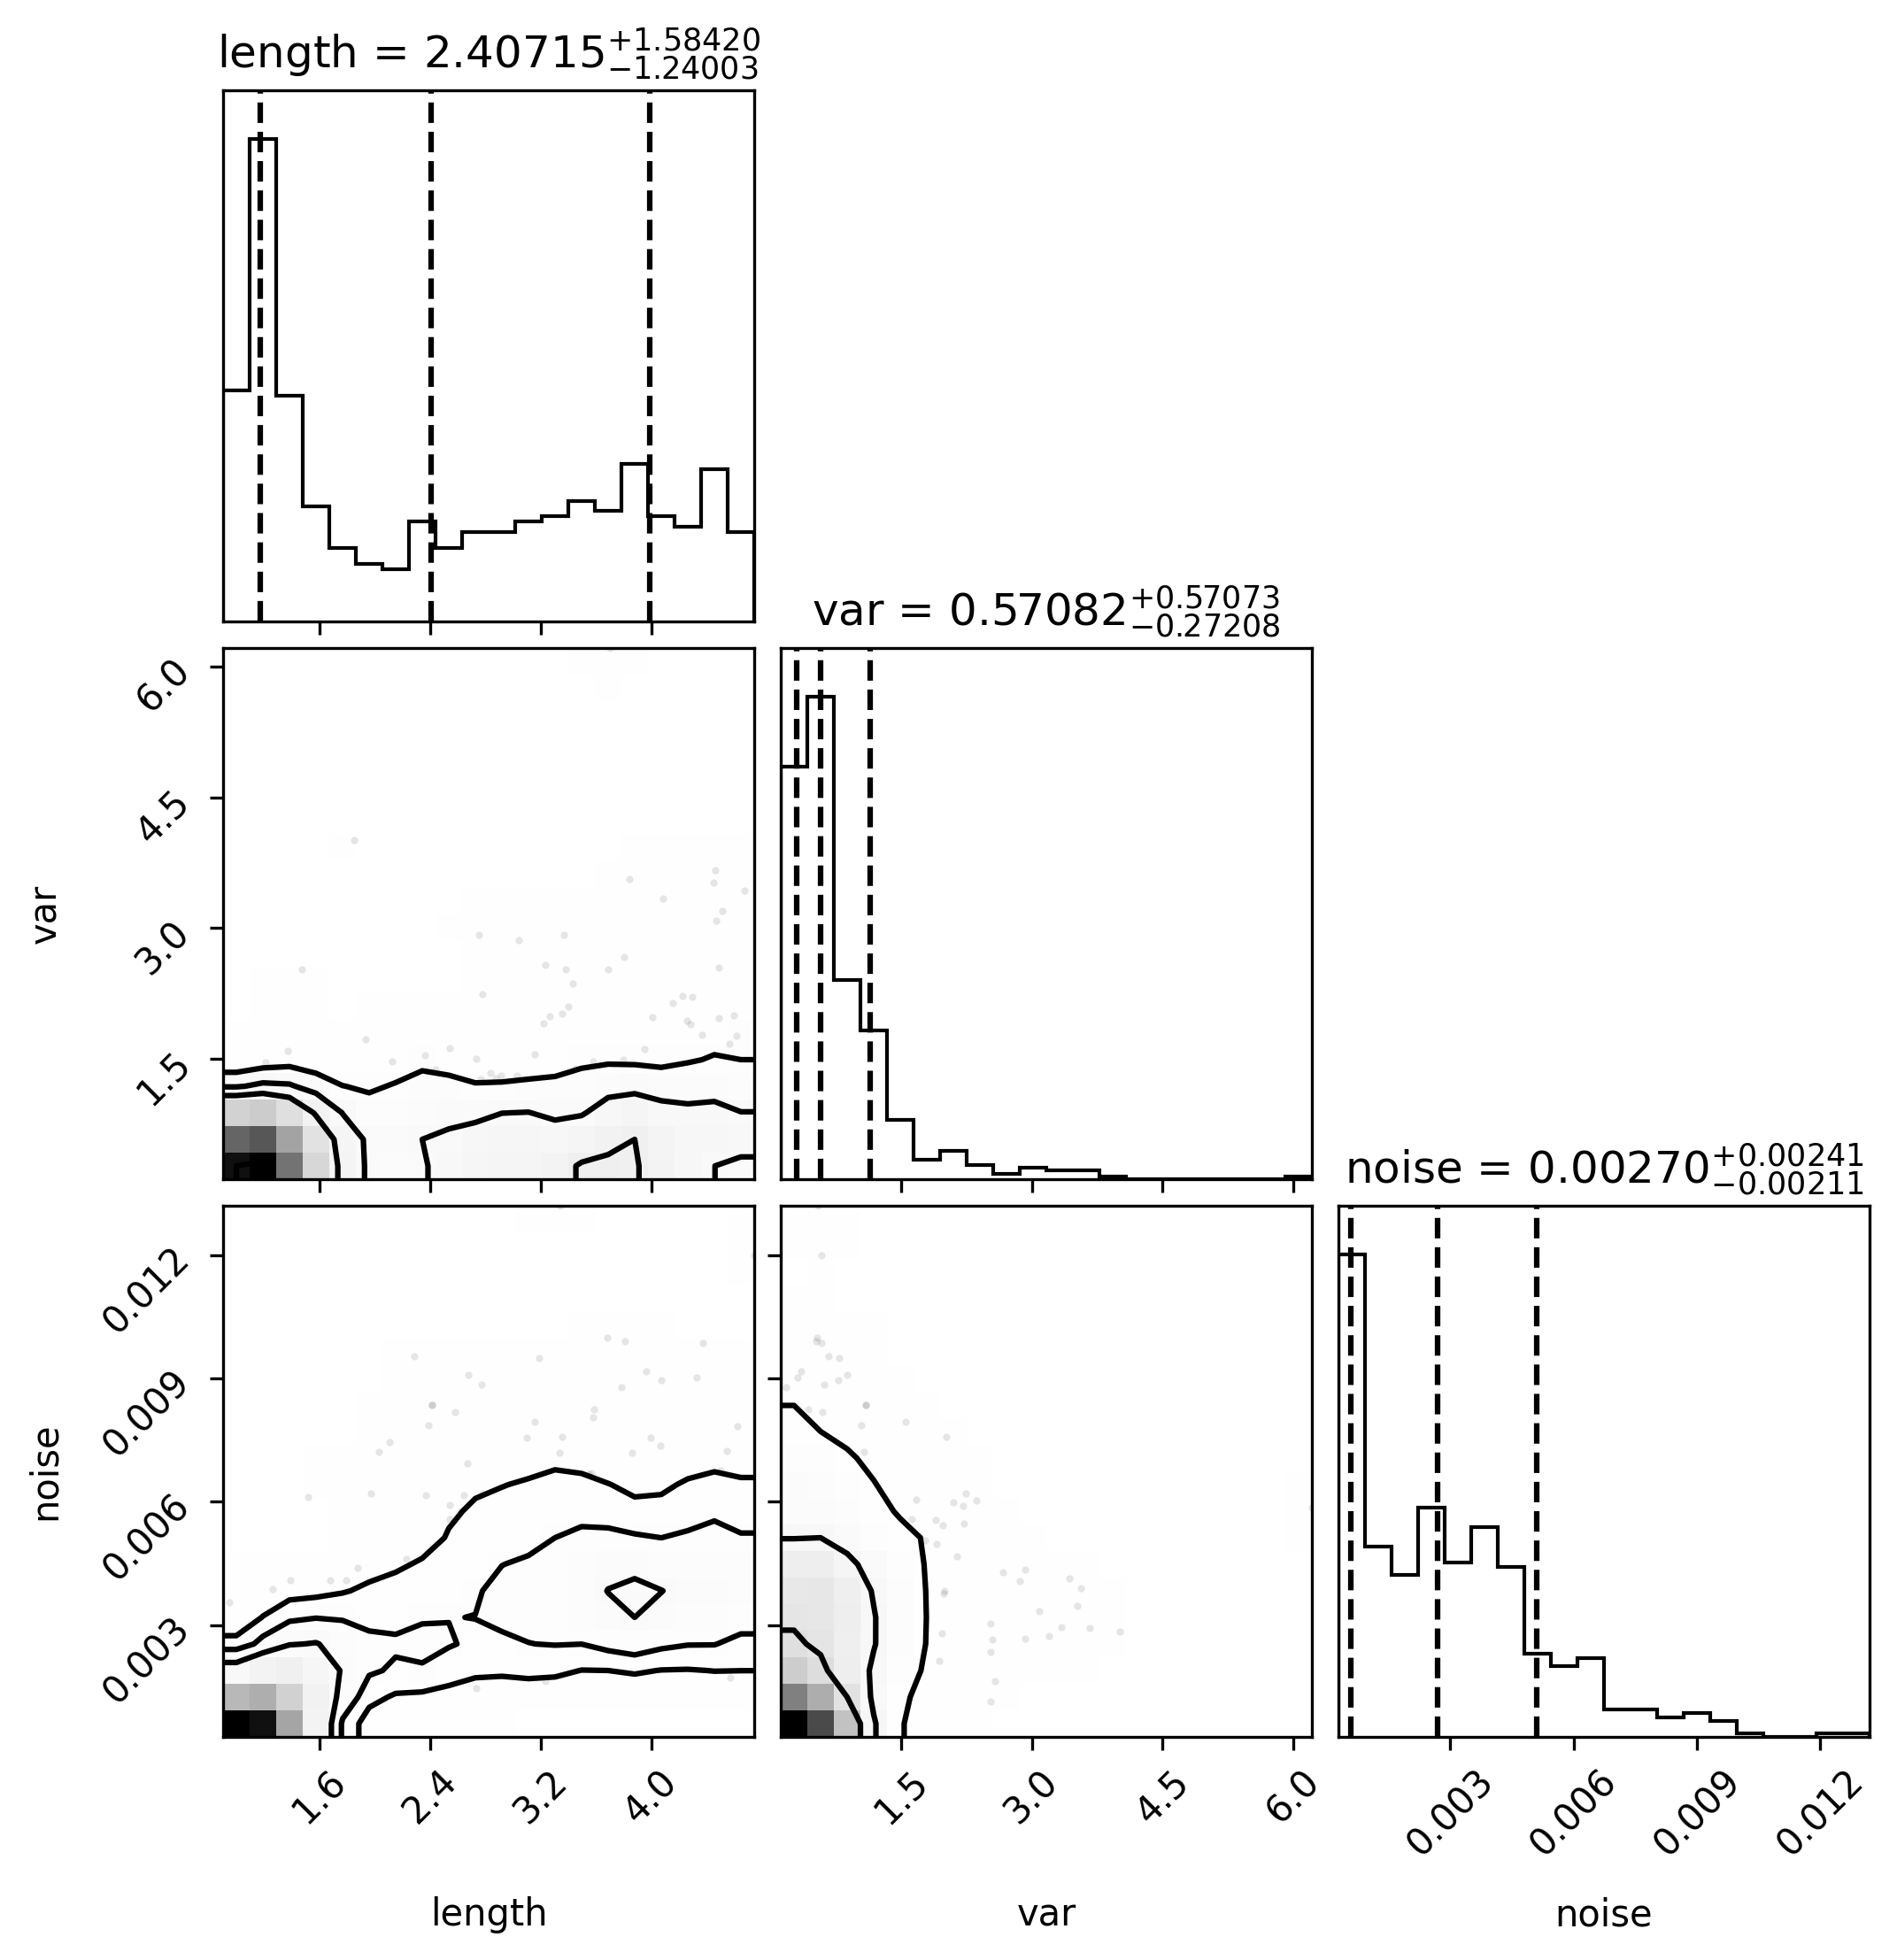 length = 2.40715+1.58420−1.24003
var = 0.57082+0.57073−0.27208
6.0
4.5
3.0
1.5
var
noise = 0.00270+0.00241−0.00211
0.012
0.009
0.006
0.003
noise
1.6 2.4 3.2 4.0
1.5 3.0 4.5 6.0
0.003 0.006 0.009 0.012
length
var
noise